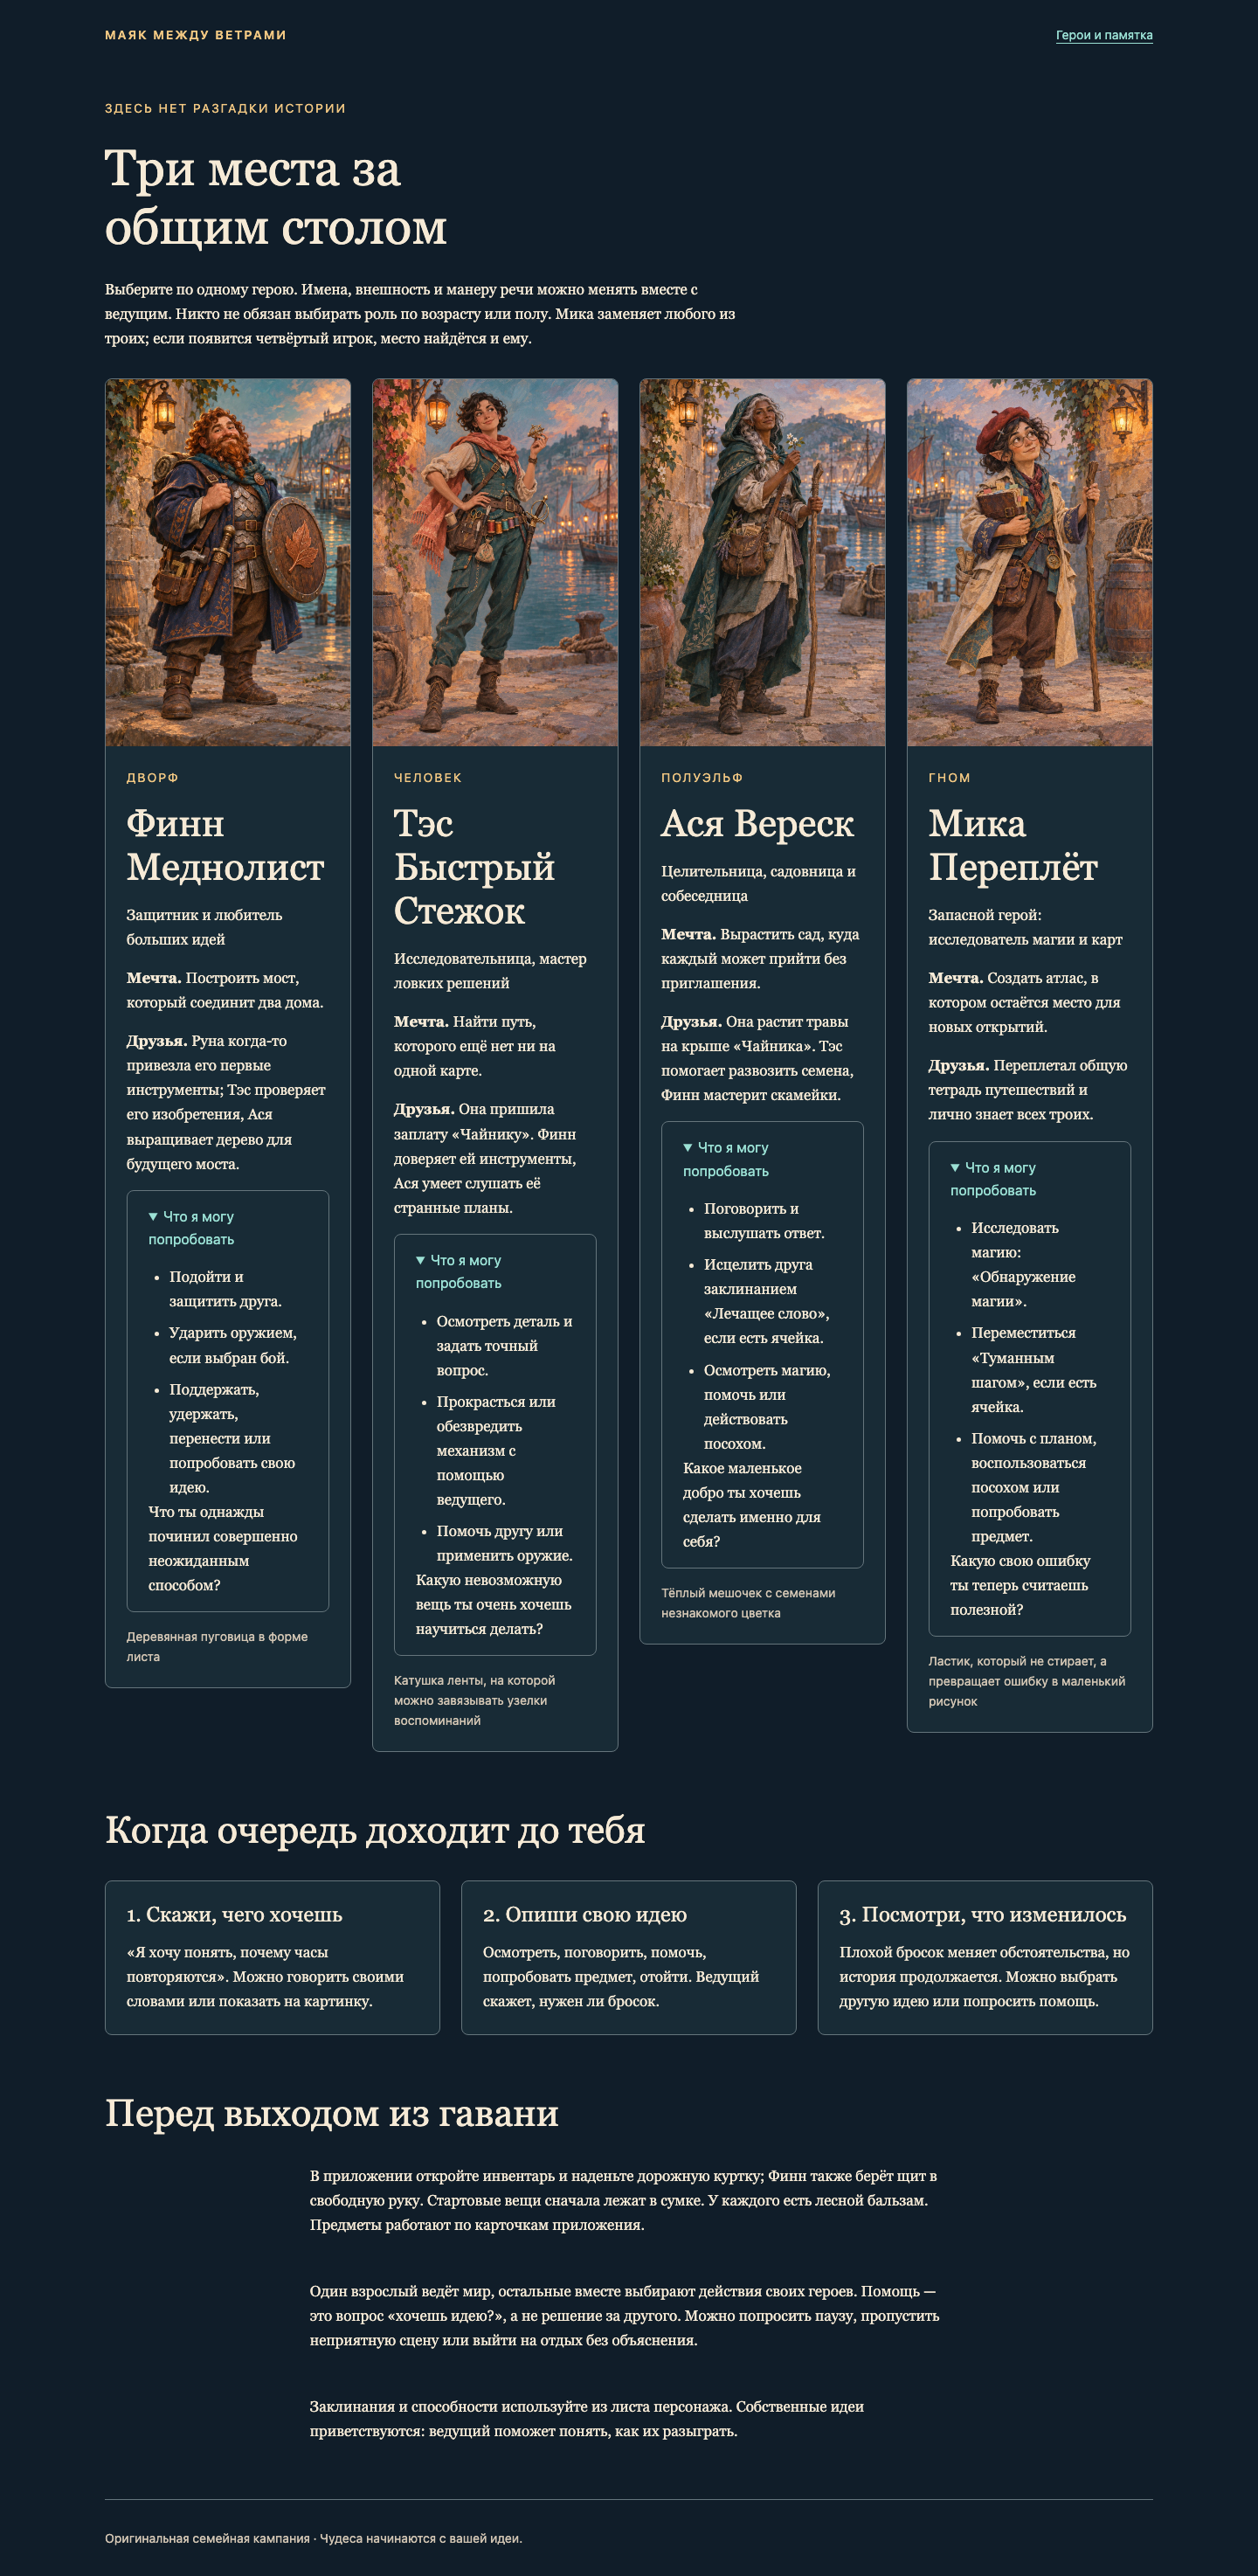 МАЯК МЕЖДУ ВЕТРАМИ
Герои и памятка
ЗДЕСЬ НЕТ РАЗГАДКИ ИСТОРИИ
Три места за
общим столом
Выберите по одному герою. Имена, внешность и манеру речи можно менять вместе с
ведущим. Никто не обязан выбирать роль по возрасту или полу. Мика заменяет любого из
троих; если появится четвёртый игрок, место найдётся и ему.
ДВОРФ
Финн
Меднолист
Защитник и любитель
больших идей
Мечта. Построить мост,
который соединит два дома.
Друзья. Руна когда-то
привезла его первые
инструменты; Тэс проверяет
его изобретения, Ася
выращивает дерево для
будущего моста.
▼ Что я могу
попробовать
• Подойти и
защитить друга.
• Ударить оружием,
если выбран бой.
• Поддержать,
удержать,
перенести или
попробовать свою
идею.
Что ты однажды
починил совершенно
неожиданным
способом?
Деревянная пуговица в форме
листа
ЧЕЛОВЕК
Тэс
Быстрый
Стежок
Исследовательница, мастер
ловких решений
Мечта. Найти путь,
которого ещё нет ни на
одной карте.
Друзья. Она пришила
заплату «Чайнику». Финн
доверяет ей инструменты,
Ася умеет слушать её
странные планы.
▼ Что я могу
попробовать
• Осмотреть деталь и
задать точный
вопрос.
• Прокрасться или
обезвредить
механизм с
помощью
ведущего.
• Помочь другу или
применить оружие.
Какую невозможную
вещь ты очень хочешь
научиться делать?
Катушка ленты, на которой
можно завязывать узелки
воспоминаний
ПОЛУЭЛЬФ
Ася Вереск
Целительница, садовница и
собеседница
Мечта. Вырастить сад, куда
каждый может прийти без
приглашения.
Друзья. Она растит травы
на крыше «Чайника». Тэс
помогает развозить семена,
Финн мастерит скамейки.
▼ Что я могу
попробовать
• Поговорить и
выслушать ответ.
• Исцелить друга
заклинанием
«Лечащее слово»,
если есть ячейка.
• Осмотреть магию,
помочь или
действовать
посохом.
Какое маленькое
добро ты хочешь
сделать именно для
себя?
Тёплый мешочек с семенами
незнакомого цветка
ГНОМ
Мика
Переплёт
Запасной герой:
исследователь магии и карт
Мечта. Создать атлас, в
котором остаётся место для
новых открытий.
Друзья. Переплетал общую
тетрадь путешествий и
лично знает всех троих.
▼ Что я могу
попробовать
• Исследовать
магию:
«Обнаружение
магии».
• Переместиться
«Туманным
шагом», если есть
ячейка.
• Помочь с планом,
воспользоваться
посохом или
попробовать
предмет.
Какую свою ошибку
ты теперь считаешь
полезной?
Ластик, который не стирает, а
превращает ошибку в маленький
рисунок
Когда очередь доходит до тебя
1. Скажи, чего хочешь
«Я хочу понять, почему часы
повторяются». Можно говорить своими
словами или показать на картинку.
2. Опиши свою идею
Осмотреть, поговорить, помочь,
попробовать предмет, отойти. Ведущий
скажет, нужен ли бросок.
3. Посмотри, что изменилось
Плохой бросок меняет обстоятельства, но
история продолжается. Можно выбрать
другую идею или попросить помощь.
Перед выходом из гавани
В приложении откройте инвентарь и наденьте дорожную куртку; Финн также берёт щит в
свободную руку. Стартовые вещи сначала лежат в сумке. У каждого есть лесной бальзам.
Предметы работают по карточкам приложения.
Один взрослый ведёт мир, остальные вместе выбирают действия своих героев. Помощь —
это вопрос «хочешь идею?», а не решение за другого. Можно попросить паузу, пропустить
неприятную сцену или выйти на отдых без объяснения.
Заклинания и способности используйте из листа персонажа. Собственные идеи
приветствуются: ведущий поможет понять, как их разыграть.
Оригинальная семейная кампания · Чудеса начинаются с вашей идеи.